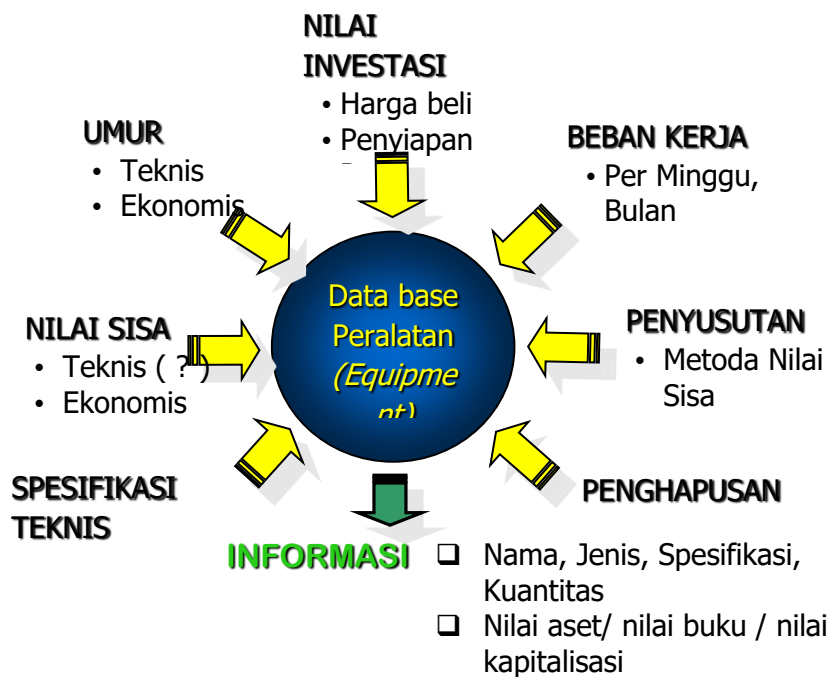 NILAI
INVESTASI
• Harga beli
• Penyiapan
UMUR
• Teknis
• Ekonomis
BEBAN KERJA
• Per Minggu,
Bulan
Data base
Peralatan
(Equipme
nt)
NILAI SISA
• Teknis ( ? )
• Ekonomis
PENYUSUTAN
• Metoda Nilai
Sisa
SPESIFIKASI
TEKNIS
PENGHAPUSAN
INFORMASI
❑ Nama, Jenis, Spesifikasi,
Kuantitas
❑ Nilai aset/ nilai buku / nilai
kapitalisasi